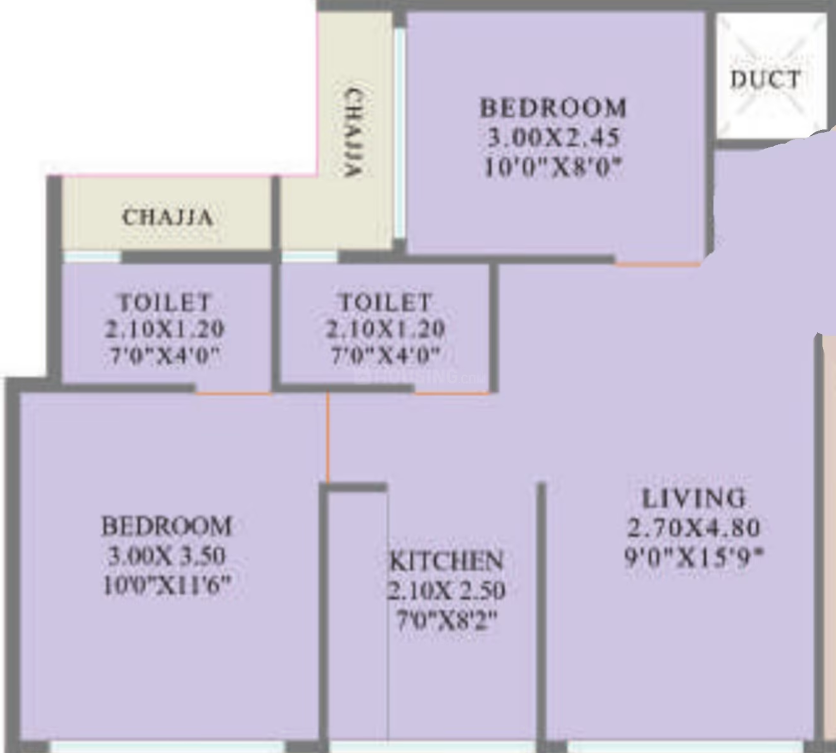 CHAJJA
BEDROOM
3.00X2.45
10'0"X8'0"
DUCT
CHAJJA
TOILET
2.10X1.20
7'0"X4'0"
TOILET
2.10X1.20
7'0"X4'0"
BEDROOM
3.00X 3.50
10'0"X11'6"
KITCHEN
2.10X 2.50
7'0"X8'2"
LIVING
2.70X4.80
9'0"X15'9"